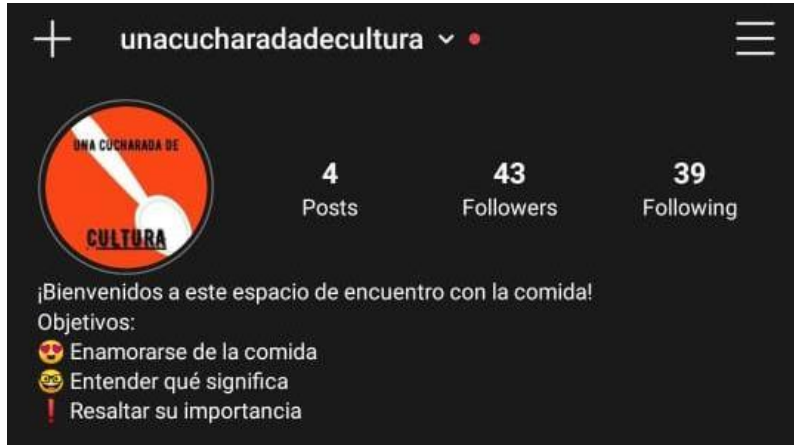 unacucharadadecultura
UNA CUCHARADA DE
CULTURA
4
Posts
43
Followers
39
Following
¡Bienvenidos a este espacio de encuentro con la comida!
Objetivos:
😍 Enamorarse de la comida
🤓 Entender qué significa
❗ Resaltar su importancia